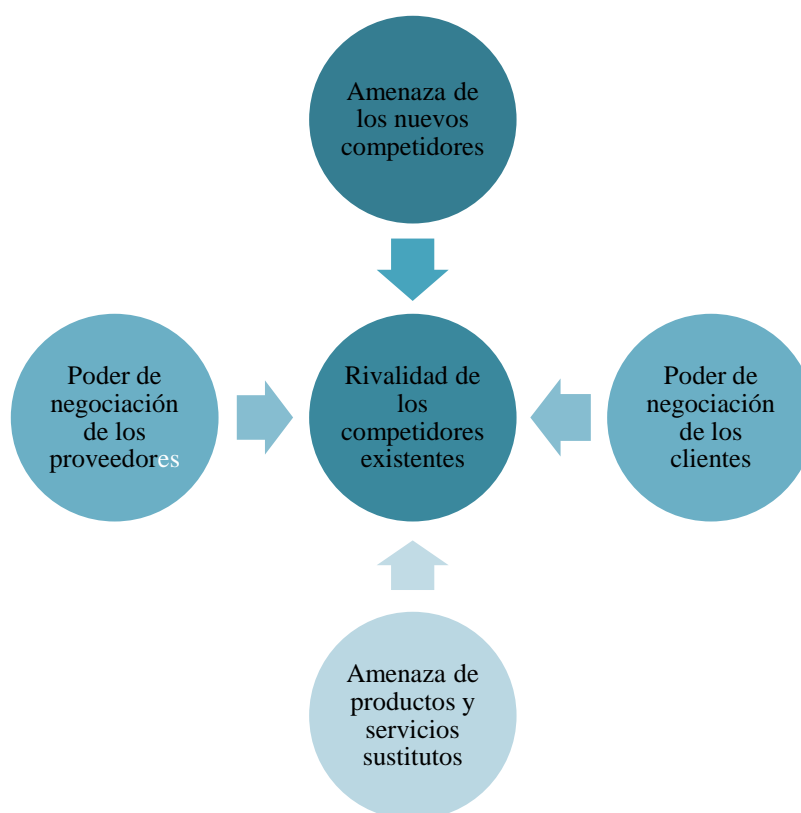 Amenaza de
los nuevos
competidores
Poder de
negociación
de los
proveedores
Rivalidad de
los
competidores
existentes
Poder de
negociación
de los
clientes
Amenaza de
productos y
servicios
sustitutos